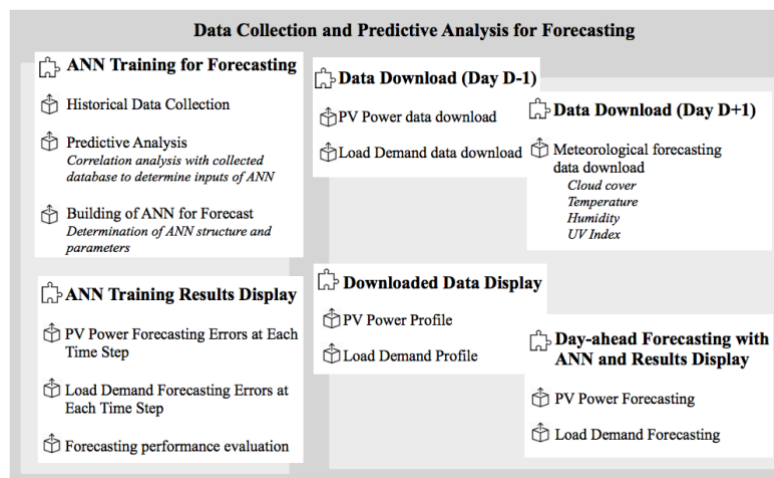 Data Collection and Predictive Analysis for Forecasting
ANN Training for Forecasting
Historical Data Collection
Predictive Analysis
Correlation analysis with collected
database to determine inputs of ANN
Building of ANN for Forecast
Determination of ANN structure and
parameters
ANN Training Results Display
PV Power Forecasting Errors at Each
Time Step
Load Demand Forecasting Errors at
Each Time Step
Forecasting performance evaluation
Data Download (Day D-1)
PV Power data download
Load Demand data download
Downloaded Data Display
PV Power Profile
Load Demand Profile
Data Download (Day D+1)
Meteorological forecasting
data download
Cloud cover
Temperature
Humidity
UV Index
Day-ahead Forecasting with
ANN and Results Display
PV Power Forecasting
Load Demand Forecasting